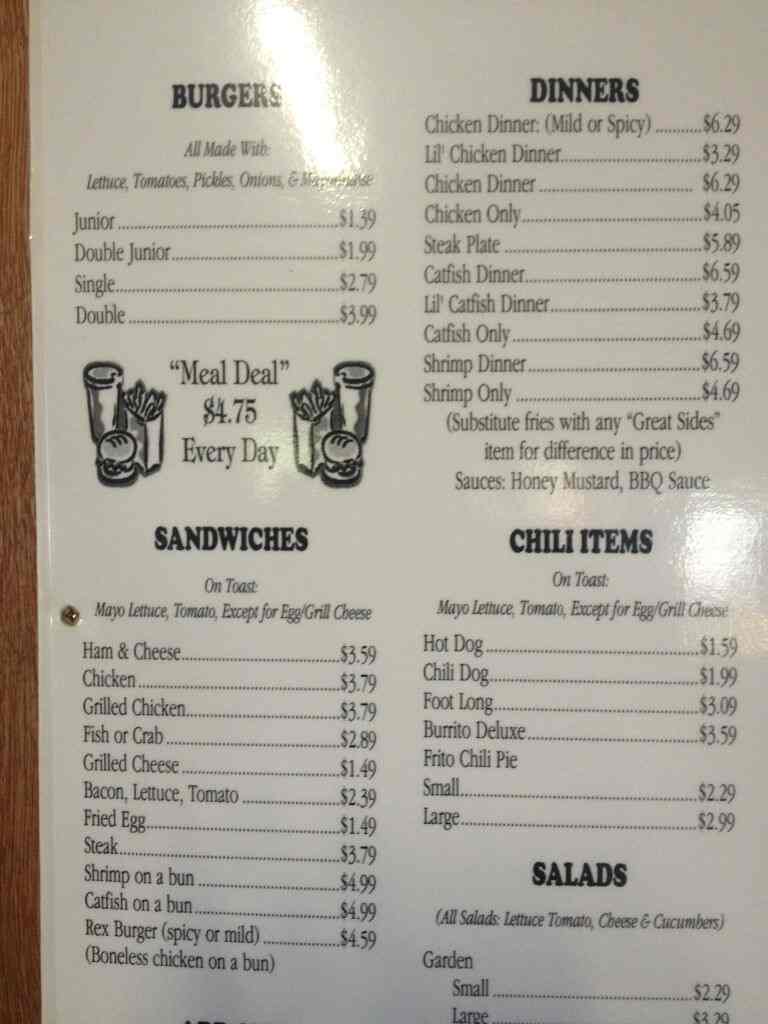 BURGERS
All Made With:
Lettuce, Tomatoes, Pickles, Onions, & Mayonnaise
Junior $1.39
Double Junior $1.99
Single $2.79
Double $3.99
"Meal Deal"
$4.75
Every Day
SANDWICHES
On Toast:
Mayo Lettuce, Tomato, Except for Egg/Grill Cheese
Ham & Cheese $3.59
Chicken $3.79
Grilled Chicken $3.79
Fish or Crab $2.89
Grilled Cheese $1.49
Bacon, Lettuce, Tomato $2.39
Fried Egg $1.49
Steak $3.79
Shrimp on a bun $4.99
Catfish on a bun $4.99
Rex Burger (spicy or mild) $4.59
(Boneless chicken on a bun)
DINNERS
Chicken Dinner: (Mild or Spicy) $6.29
Lil' Chicken Dinner $3.29
Chicken Dinner $6.29
Chicken Only $4.05
Steak Plate $5.89
Catfish Dinner $6.59
Lil' Catfish Dinner $3.79
Catfish Only $4.69
Shrimp Dinner $6.59
Shrimp Only $4.69
(Substitute fries with any "Great Sides"
item for difference in price)
Sauces: Honey Mustard, BBQ Sauce
CHILI ITEMS
On Toast:
Mayo Lettuce, Tomato, Except for Egg/Grill Cheese
Hot Dog $1.59
Chili Dog $1.99
Foot Long $3.09
Burrito Deluxe $3.59
Frito Chili Pie
Small $2.29
Large $2.99
SALADS
(All Salads: Lettuce Tomato, Cheese & Cucumbers)
Garden
Small $2.29
Large $3.29